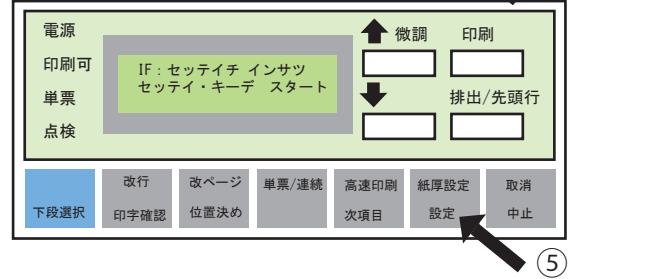 電源
印刷可
単票
点検
IF：セッテイチ インサツ
セッテイ・キーデ スタート
微調
印刷
排出/先頭行
下段選択
改行
印字確認
改ページ
位置決め
単票/連続
高速印刷
次項目
紙厚設定
設定
取消
中止
⑤